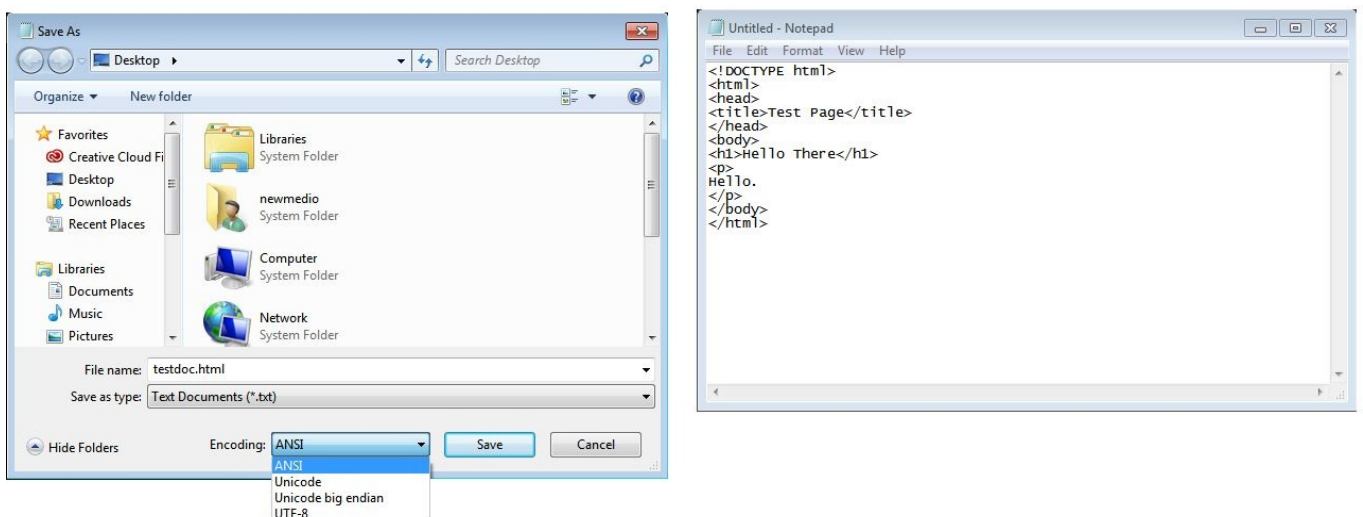 Save As
Desktop
Search Desktop
Organize
New folder
Favorites
Creative Cloud Fi
Desktop
Downloads
Recent Places
Libraries
Documents
Music
Pictures
Libraries
System Folder
newmedio
System Folder
Computer
System Folder
Network
System Folder
File name: testdoc.html
Save as type: Text Documents (*.txt)
Hide Folders
Encoding: ANSI
Save
Cancel
ANSI
Unicode
Unicode big endian
UTF-8
Untitled - Notepad
File Edit Format View Help
<!DOCTYPE html>
<html>
<head>
<title>Test Page</title>
</head>
<body>
<h1>Hello There</h1>
<p>
Hello.
</p>
</body>
</html>